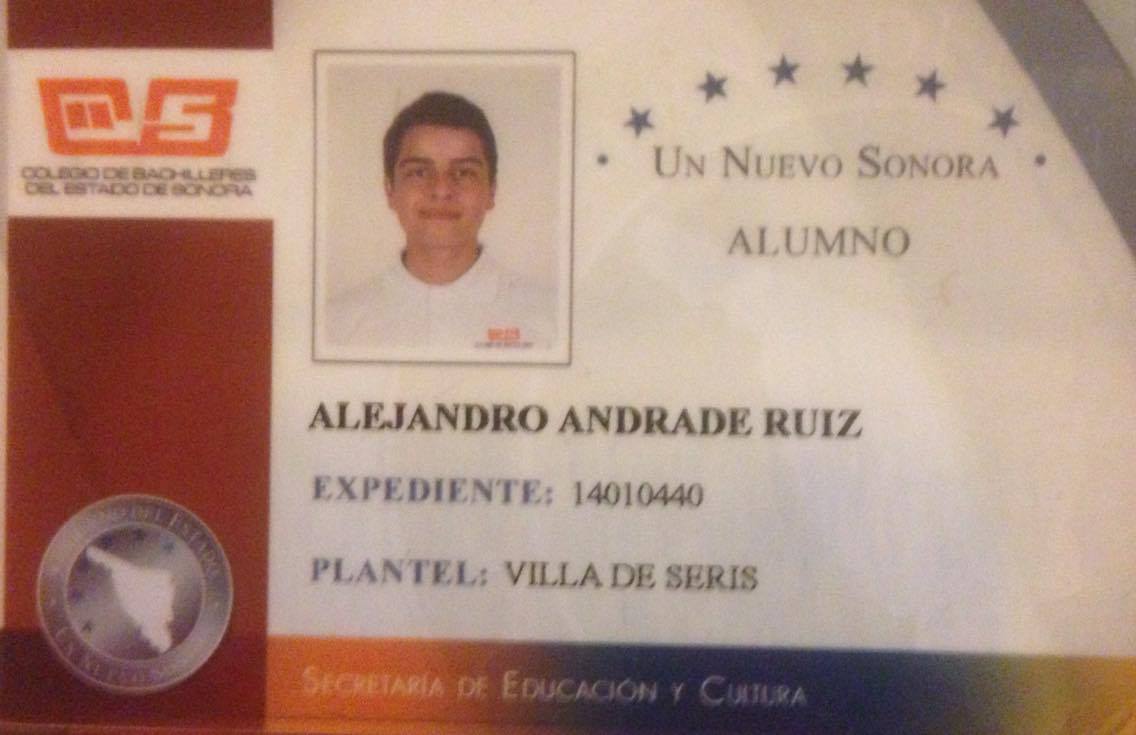 COLEGIO DE BACHILLERES
DEL ESTADO DE SONORA
UN NUEVO SONORA
ALUMNO
ALEJANDRO ANDRADE RUIZ
EXPEDIENTE: 14010440
PLANTEL: VILLA DE SERIS
SECRETARÍA DE EDUCACIÓN Y CULTURA